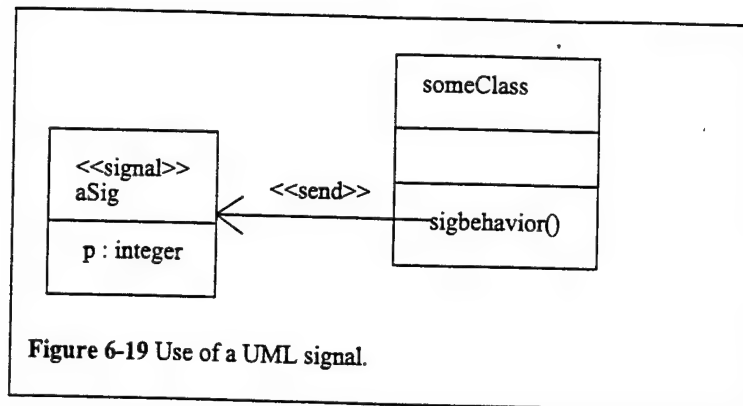 someClass
<<signal>>
aSig
<<send>>
p : integer
sigbehavior()
Figure 6-19 Use of a UML signal.